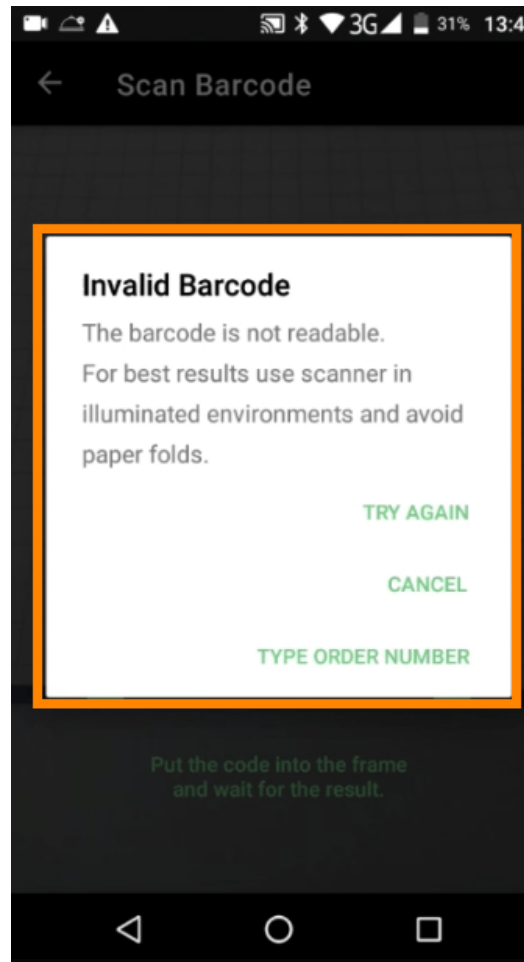 3G 31% 13:4
Scan Barcode
Invalid Barcode
The barcode is not readable.
For best results use scanner in
illuminated environments and avoid
paper folds.
TRY AGAIN
CANCEL
TYPE ORDER NUMBER
Put the code into the frame
and wait for the result.